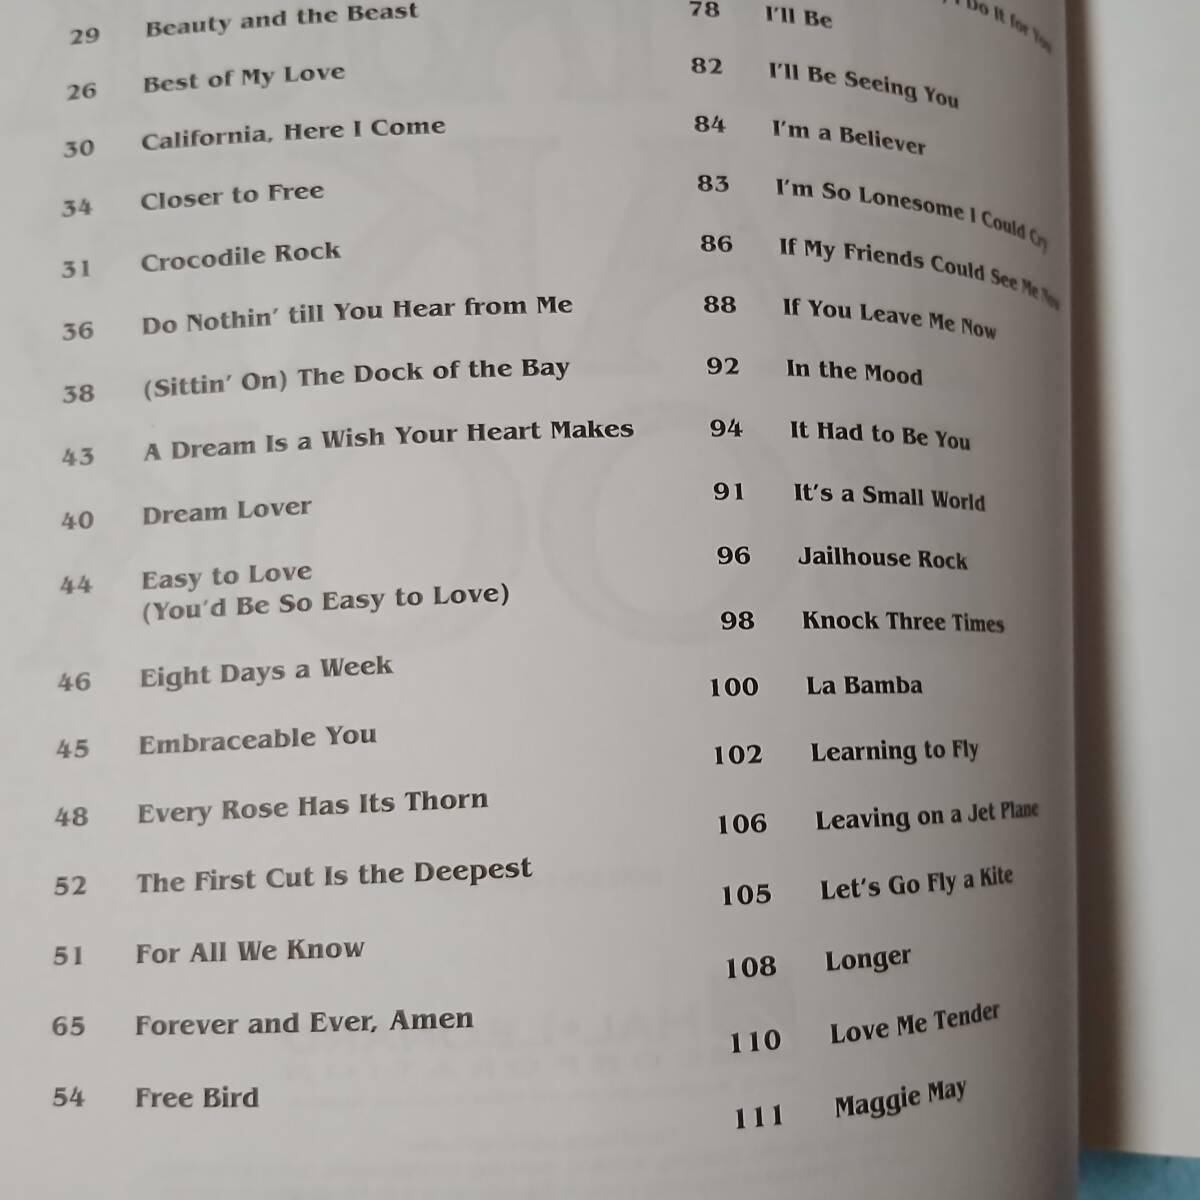 29 Beauty and the Beast
26 Best of My Love
30 California, Here I Come
34 Closer to Free
31 Crocodile Rock
36 Do Nothin' till You Hear from Me
38 (Sittin' On) The Dock of the Bay
43 A Dream Is a Wish Your Heart Makes
40 Dream Lover
44 Easy to Love
(You'd Be So Easy to Love)
46 Eight Days a Week
45 Embraceable You
48 Every Rose Has Its Thorn
52 The First Cut Is the Deepest
51 For All We Know
65 Forever and Ever, Amen
54 Free Bird
I Do It for You
78 I'll Be
82 I'll Be Seeing You
84 I'm a Believer
83 I'm So Lonesome I Could Cry
86 If My Friends Could See Me Now
88 If You Leave Me Now
92 In the Mood
94 It Had to Be You
91 It's a Small World
96 Jailhouse Rock
98 Knock Three Times
100 La Bamba
102 Learning to Fly
106 Leaving on a Jet Plane
105 Let's Go Fly a Kite
108 Longer
110 Love Me Tender
111 Maggie May